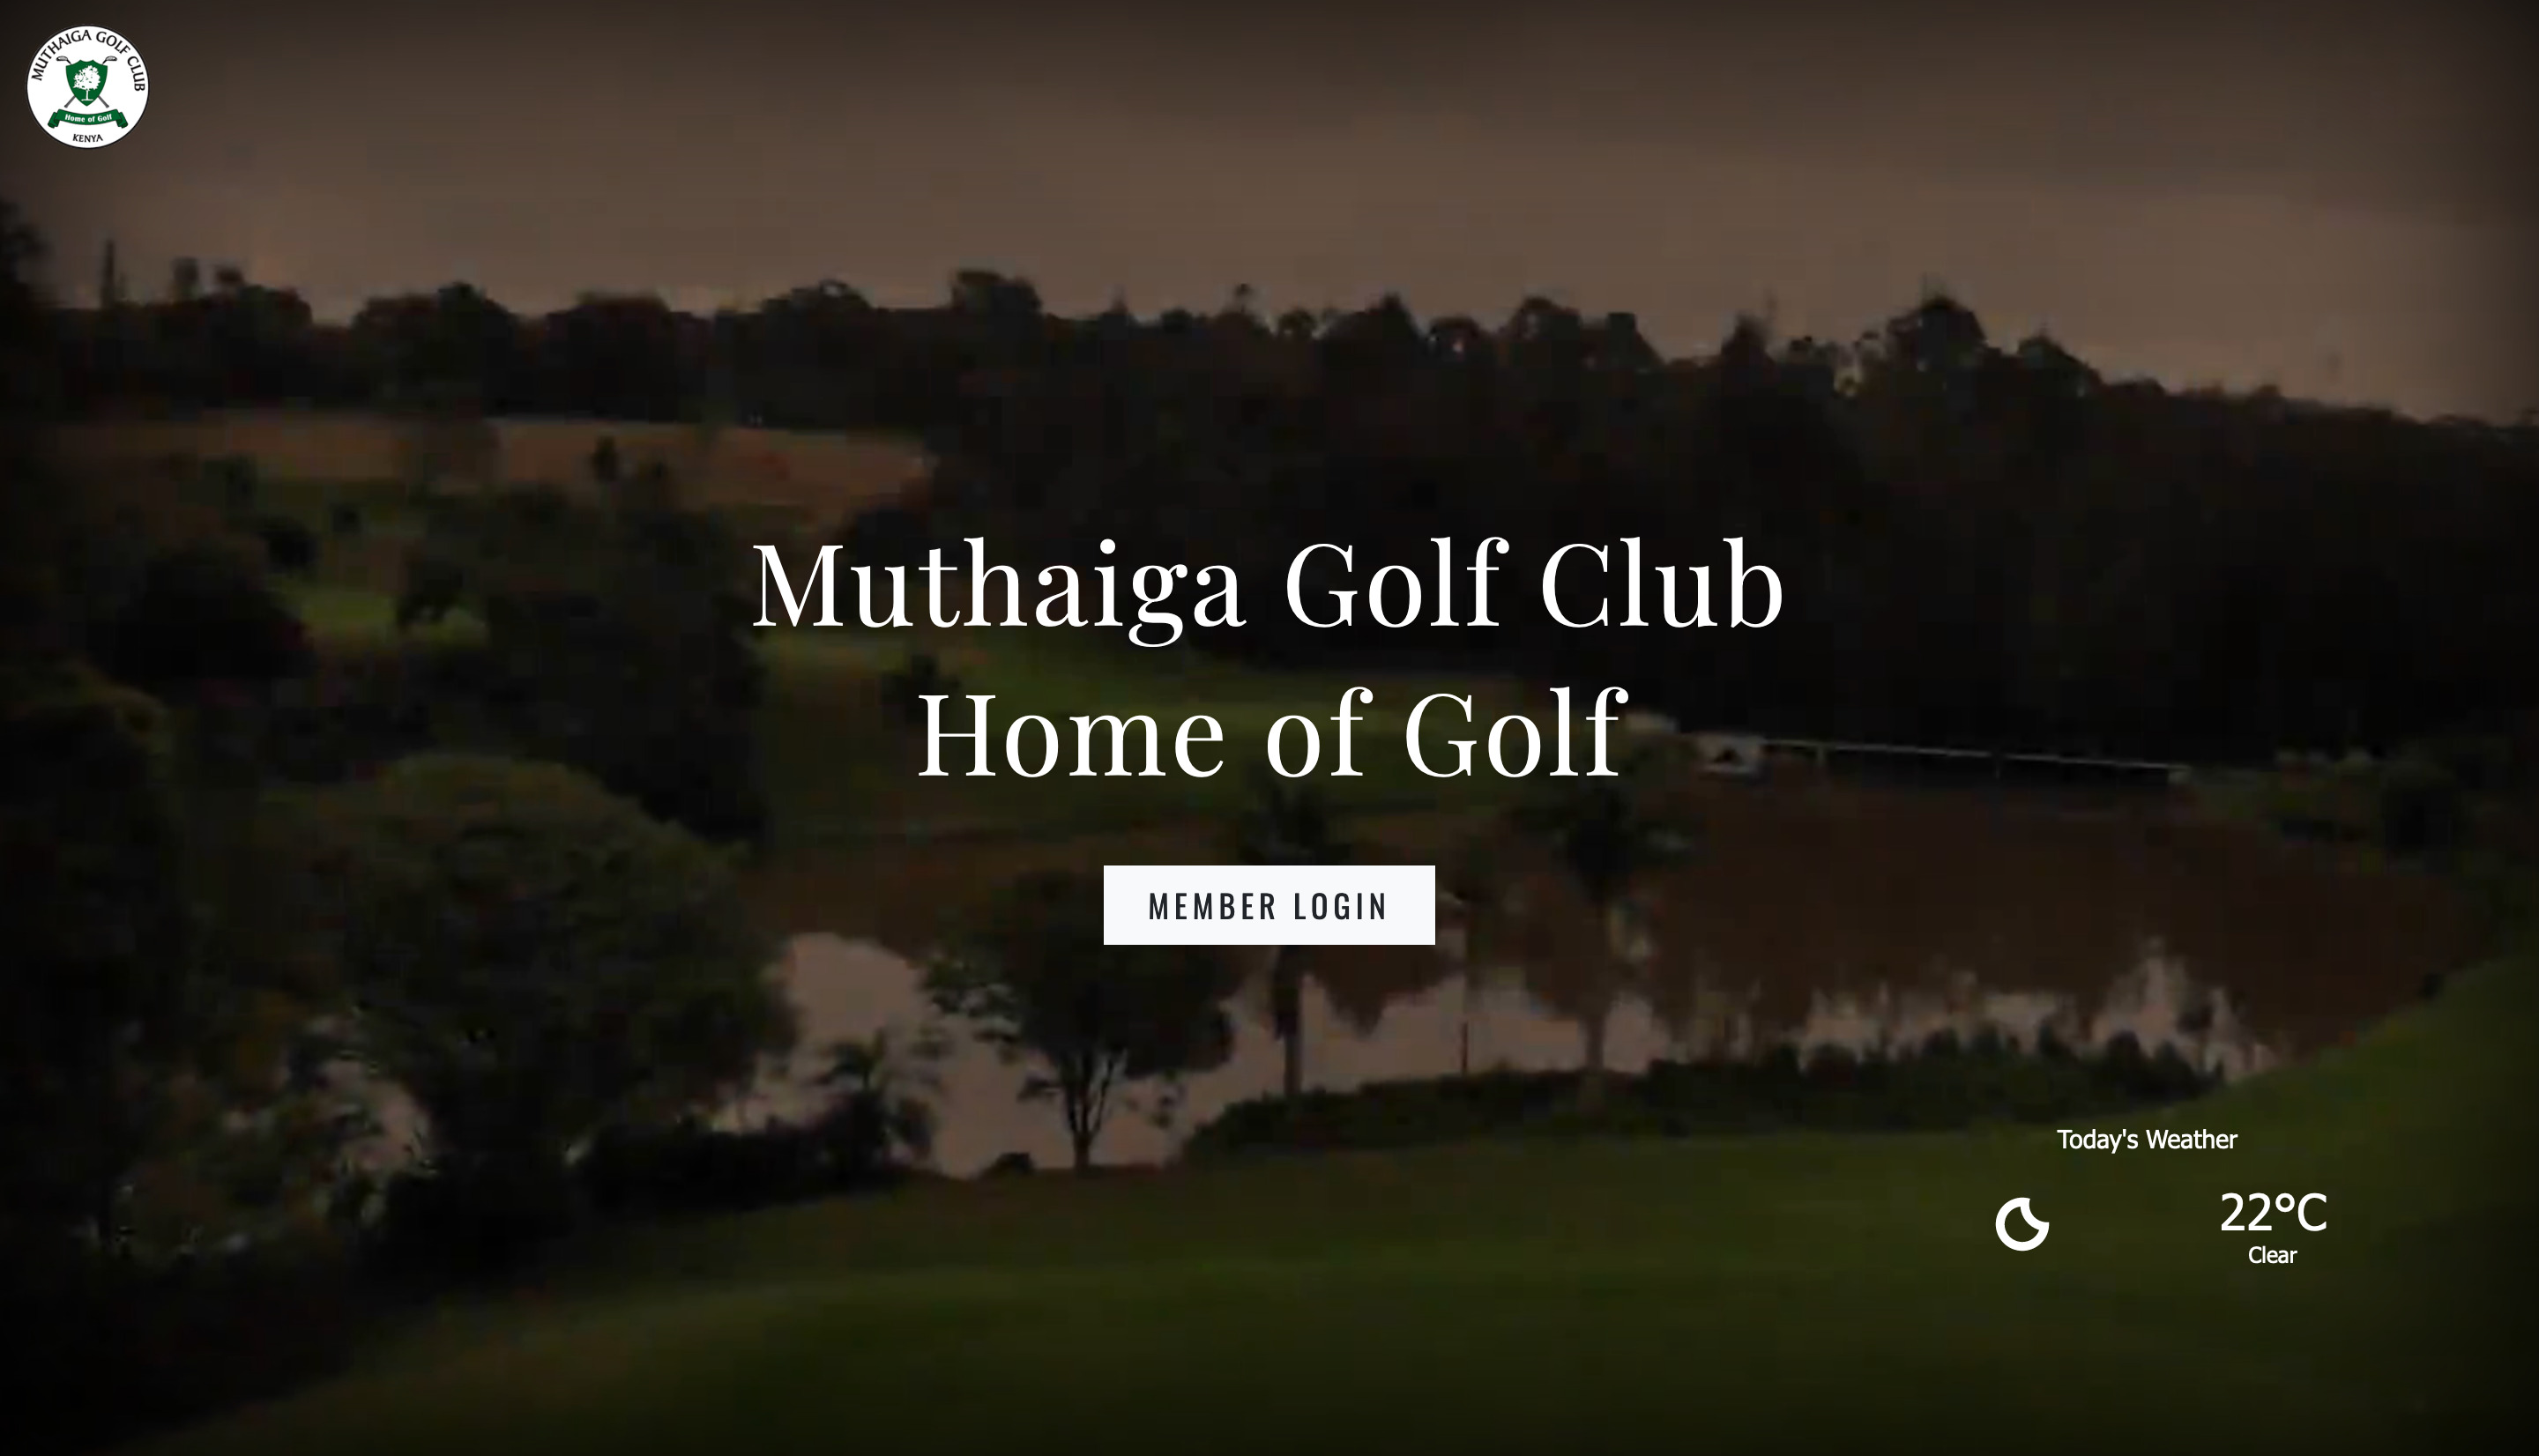 MUTHAIGA GOLF CLUB
Home of Golf
KENYA
Muthaiga Golf Club
Home of Golf
MEMBER LOGIN
Today's Weather
22°C
Clear